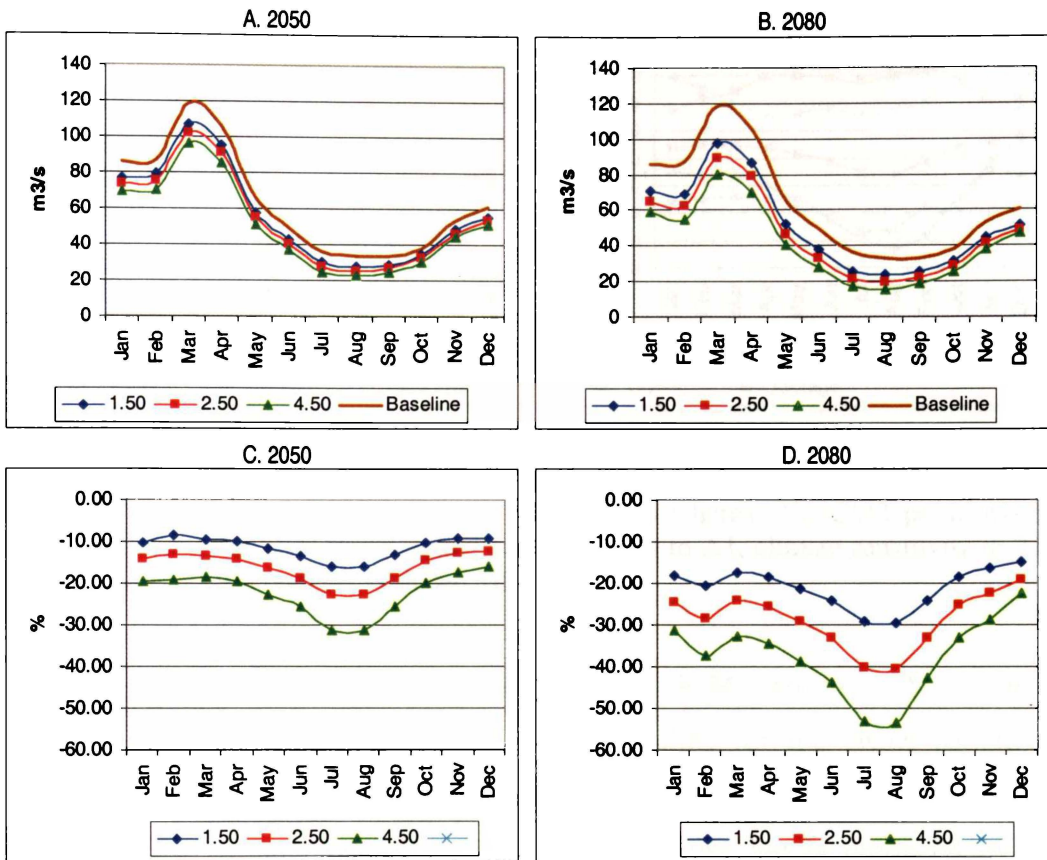 A. 2050
140
120
100
80
60
40
20
0
m3/s
Jan Feb Mar Apr May Jun Jul Aug Sep Oct Nov Dec
1.50 2.50 4.50 Baseline
B. 2080
140
120
100
80
60
40
20
0
m3/s
Jan Feb Mar Apr May Jun Jul Aug Sep Oct Nov Dec
1.50 2.50 4.50 Baseline
C. 2050
0.00
-10.00
-20.00
-30.00
-40.00
-50.00
-60.00
%
Jan Feb Mar Apr May Jun Jul Aug Sep Oct Nov Dec
1.50 2.50 4.50
D. 2080
0.00
-10.00
-20.00
-30.00
-40.00
-50.00
-60.00
%
Jan Feb Mar Apr May Jun Jul Aug Sep Oct Nov Dec
1.50 2.50 4.50